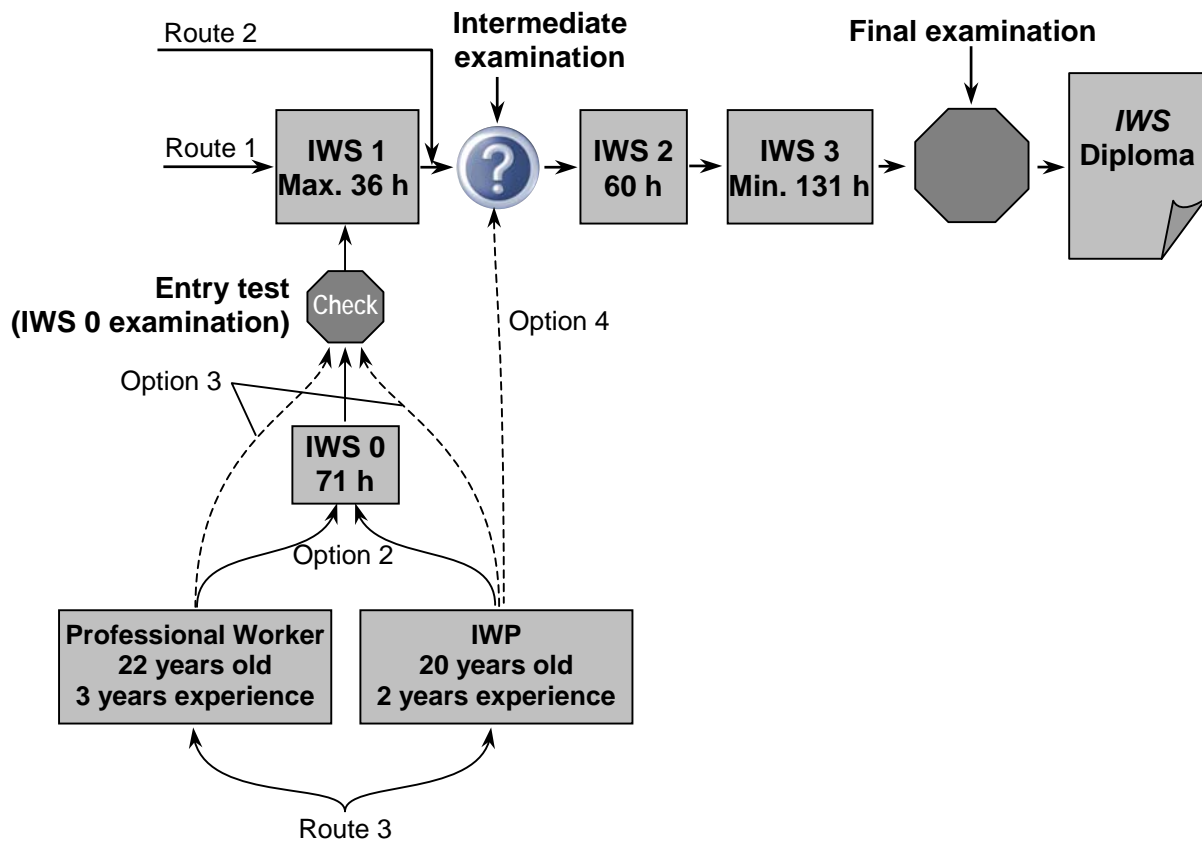 Route 2
Intermediate
examination
Final examination
Route 1
IWS 1
Max. 36 h
?
IWS 2
60 h
IWS 3
Min. 131 h
IWS
Diploma
Entry test
(IWS 0 examination)
Check
Option 4
Option 3
IWS 0
71 h
Option 2
Professional Worker
22 years old
3 years experience
IWP
20 years old
2 years experience
Route 3